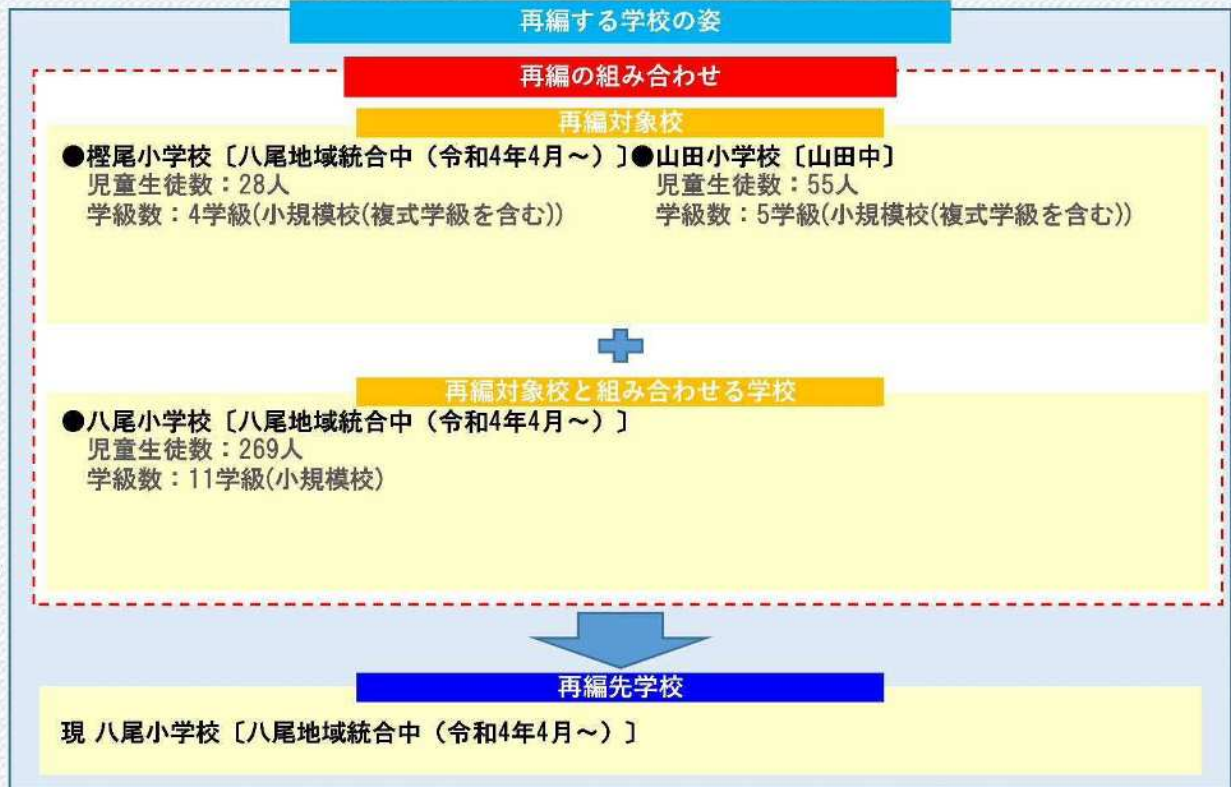 再編する学校の姿
再編の組み合わせ
再編対象校
●樫尾小学校〔八尾地域統合中（令和4年4月～）〕●山田小学校〔山田中〕
児童生徒数：28人 児童生徒数：55人
学級数：4学級(小規模校(複式学級を含む)) 学級数：5学級(小規模校(複式学級を含む))
再編対象校と組み合わせる学校
●八尾小学校〔八尾地域統合中（令和4年4月～）〕
児童生徒数：269人
学級数：11学級(小規模校)
再編先学校
現 八尾小学校〔八尾地域統合中（令和4年4月～）〕